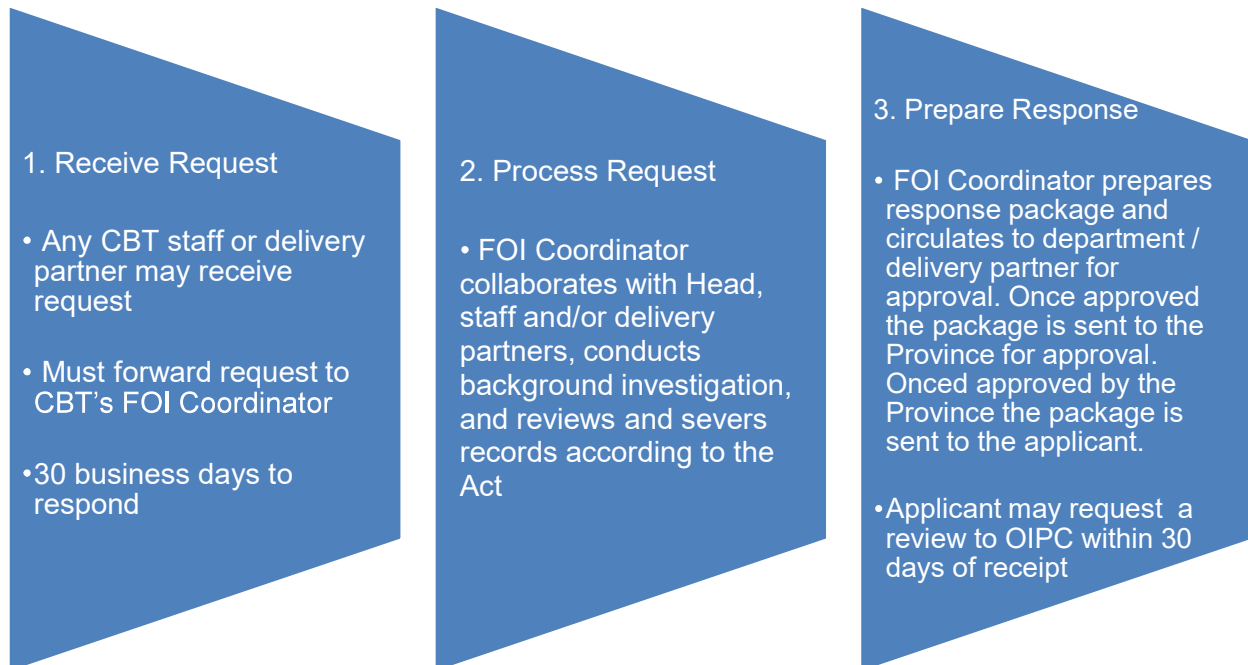 1. Receive Request
• Any CBT staff or delivery
partner may receive
request
• Must forward request to
CBT’s FOI Coordinator
•30 business days to
respond
2. Process Request
• FOI Coordinator
collaborates with Head,
staff and/or delivery
partners, conducts
background investigation,
and reviews and severs
records according to the
Act
3. Prepare Response
• FOI Coordinator prepares
response package and
circulates to department /
delivery partner for
approval. Once approved
the package is sent to the
Province for approval.
Onced approved by the
Province the package is
sent to the applicant.
•Applicant may request a
review to OIPC within 30
days of receipt